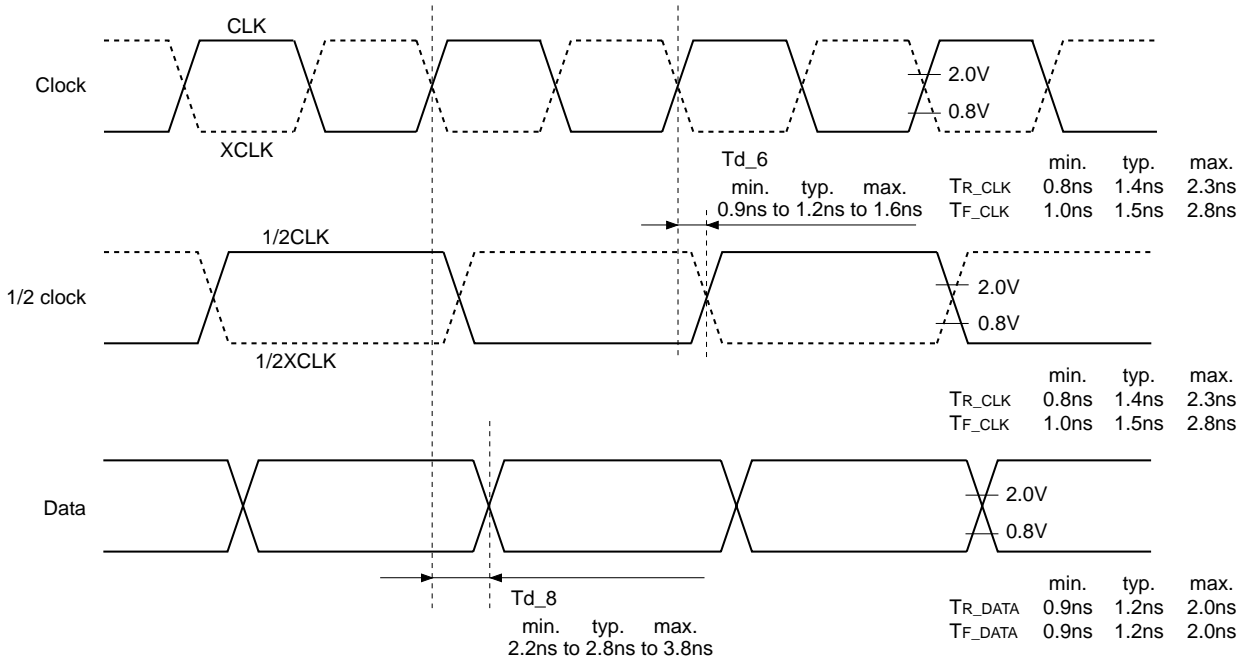 CLK
Clock
2.0V
0.8V
XCLK
Td_6
min. typ. max.
0.9ns to 1.2ns to 1.6ns
min. typ. max.
TR_CLK 0.8ns 1.4ns 2.3ns
TF_CLK 1.0ns 1.5ns 2.8ns
1/2CLK
1/2 clock
2.0V
0.8V
1/2XCLK
min. typ. max.
TR_CLK 0.8ns 1.4ns 2.3ns
TF_CLK 1.0ns 1.5ns 2.8ns
Data
2.0V
0.8V
Td_8
min. typ. max.
2.2ns to 2.8ns to 3.8ns
min. typ. max.
TR_DATA 0.9ns 1.2ns 2.0ns
TF_DATA 0.9ns 1.2ns 2.0ns